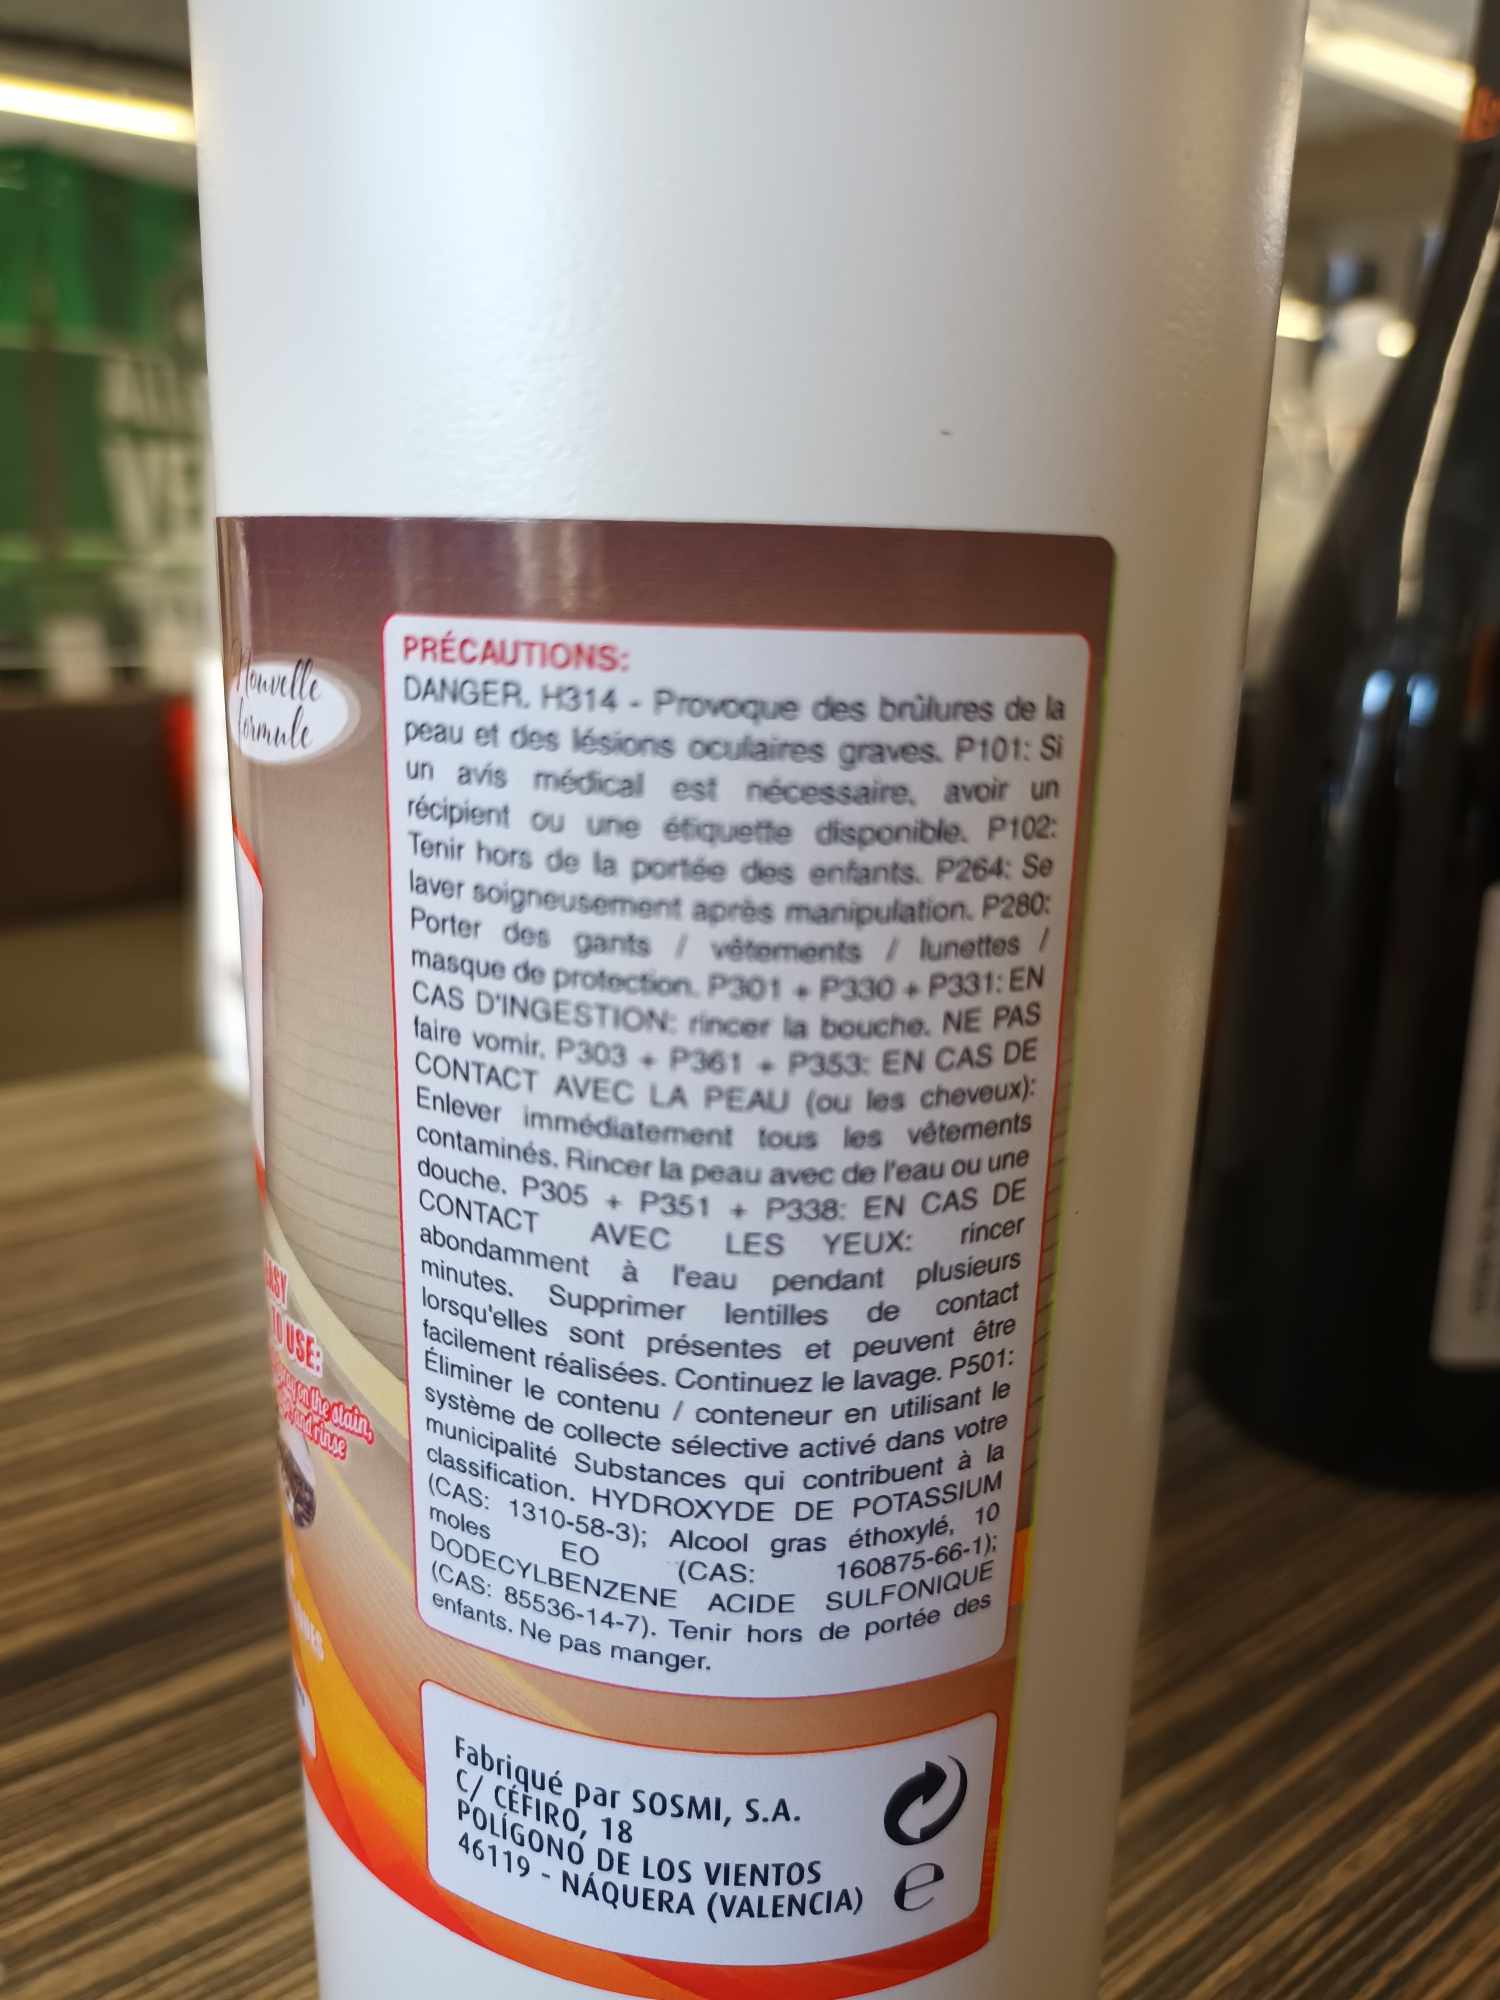 Nouvelle
formule
PRÉCAUTIONS:
DANGER. H314 - Provoque des brûlures de la
peau et des lésions oculaires graves. P101: Si
un avis médical est nécessaire, avoir un
récipient ou une étiquette disponible. P102:
Tenir hors de la portée des enfants. P264: Se
laver soigneusement après manipulation. P280:
Porter des gants / vêtements / lunettes /
masque de protection. P301 + P330 + P331: EN
CAS D'INGESTION: rincer la bouche. NE PAS
faire vomir. P303 + P361 + P353: EN CAS DE
CONTACT AVEC LA PEAU (ou les cheveux):
Enlever immédiatement tous les vêtements
contaminés. Rincer la peau avec de l'eau ou une
douche. P305 + P351 + P338: EN CAS DE
CONTACT AVEC LES YEUX: rincer
abondamment à l'eau pendant plusieurs
minutes. Supprimer lentilles de contact
lorsqu'elles sont présentes et peuvent être
facilement réalisées. Continuez le lavage. P501:
Éliminer le contenu / conteneur en utilisant le
système de collecte sélective activé dans votre
municipalité Substances qui contribuent à la
classification. HYDROXYDE DE POTASSIUM
(CAS: 1310-58-3); Alcool gras éthoxylé, 10
moles EO (CAS: 160875-66-1);
DODECYLBENZENE ACIDE SULFONIQUE
(CAS: 85536-14-7). Tenir hors de portée des
enfants. Ne pas manger.
TO USE:
on the stain,
and rinse
Fabriqué par SOSMI, S.A.
C/ CÉFIRO, 18
POLÍGONO DE LOS VIENTOS
46119 - NÁQUERA (VALENCIA)
e